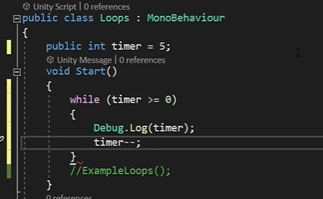 Unity Script | 0 references
public class Loops : MonoBehaviour
{
public int timer = 5;
Unity Message | 0 references
void Start()
{
while (timer >= 0)
{
Debug.Log(timer);
timer--;
}
//ExampleLoops();
}
0 references